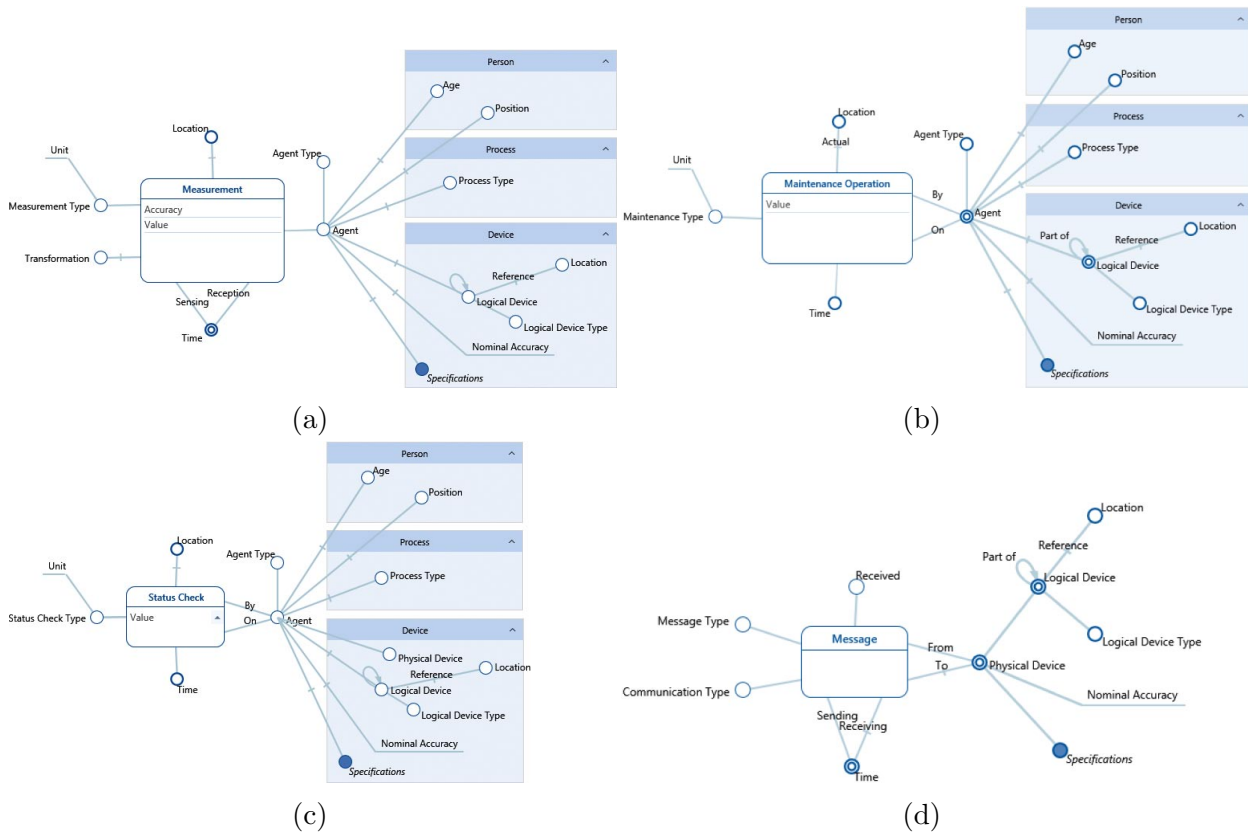 Person
Age
Position
Location
Agent Type
Process
Unit
Measurement
Process Type
Measurement Type
Accuracy
Value
Agent
Device
Transformation
Location
Reference
Sensing
Reception
Logical Device
Time
Logical Device Type
Nominal Accuracy
Specifications
(a)
Person
Age
Position
Location
Actual
Agent Type
Process
Process Type
Unit
Maintenance Operation
Value
By
Agent
On
Maintenance Type
Device
Part of
Reference
Location
Logical Device
Time
Logical Device Type
Nominal Accuracy
Specifications
(b)
Person
Age
Position
Location
Agent Type
Process
Process Type
Unit
Status Check
Value
By
On
Agent
Status Check Type
Device
Physical Device
Reference
Location
Logical Device
Time
Logical Device Type
Nominal Accuracy
Specifications
(c)
Location
Reference
Part of
Logical Device
Received
Message Type
Message
Logical Device Type
From
To
Physical Device
Communication Type
Nominal Accuracy
Sending
Receiving
Specifications
Time
(d)